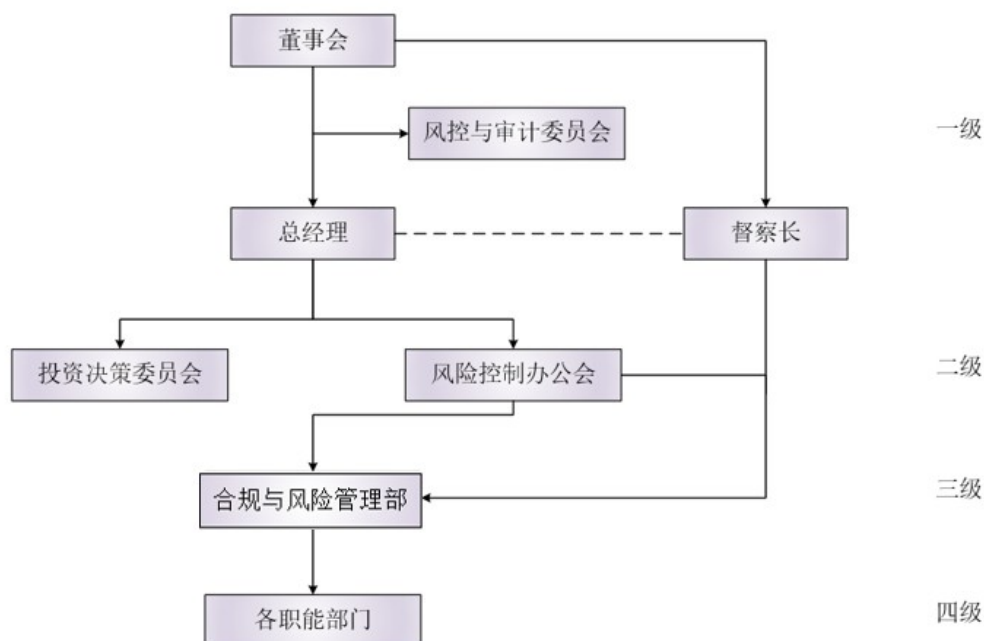 董事会
风控与审计委员会
一级
总经理
督察长
投资决策委员会
风险控制办公会
二级
合规与风险管理部
三级
各职能部门
四级